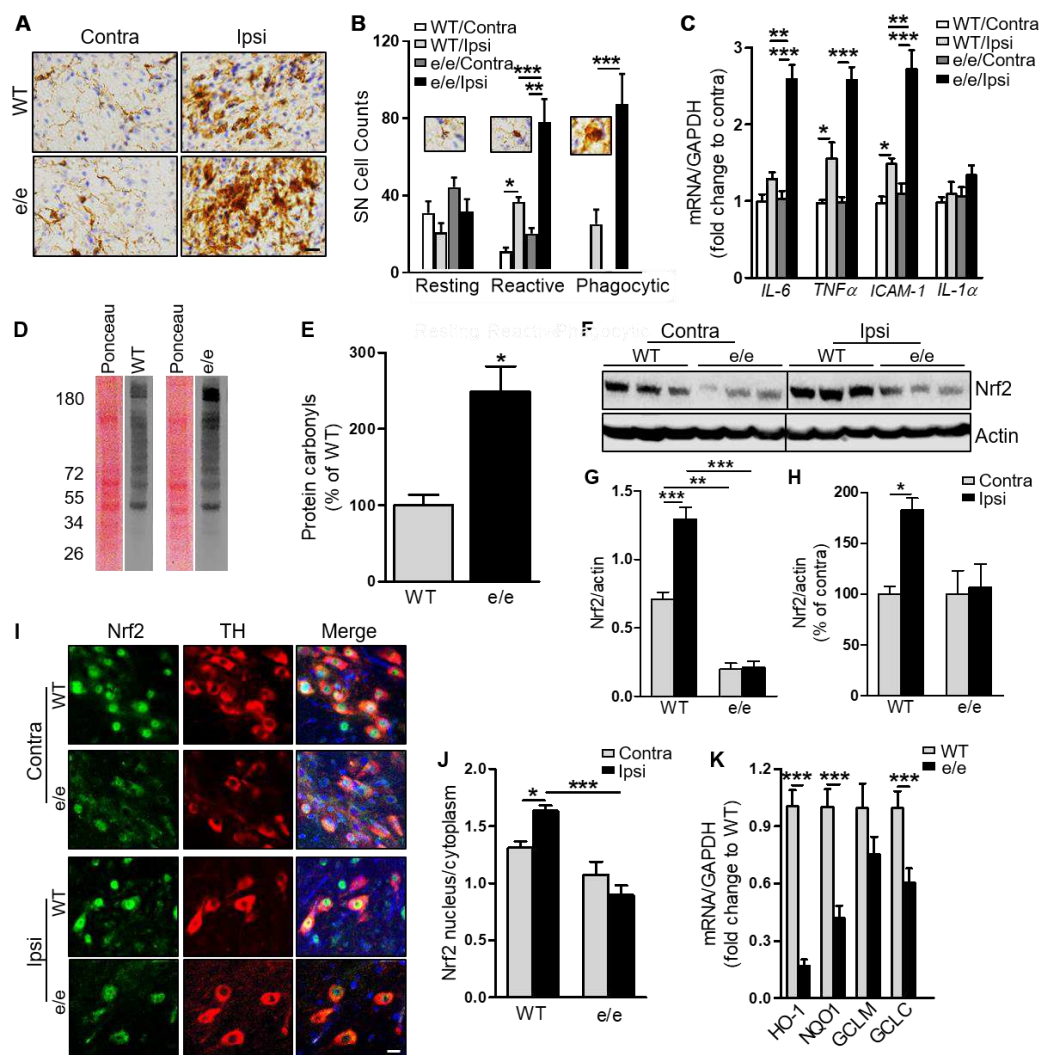 A
Contra
Ipsi
WT
e/e
B
WT/Contra
WT/Ipsi
e/e/Contra
e/e/Ipsi
SN Cell Counts
120
80
40
0
***
***
**
*
Resting
Reactive
Phagocytic
C
WT/Contra
WT/Ipsi
e/e/Contra
e/e/Ipsi
mRNA/GAPDH
(fold change to contra)
3
2
1
0
**
***
***
**
***
*
*
IL-6
TNFα
ICAM-1
IL-1α
D
Ponceau
WT
Ponceau
e/e
180
72
55
34
26
E
Protein carbonyls
(% of WT)
300
200
100
0
*
WT
e/e
Resting Reactive Phagocytic
F
Contra
Ipsi
WT
e/e
WT
e/e
Nrf2
Actin
G
Nrf2/actin
1.5
1.0
0.5
0.0
***
**
***
WT
e/e
H
Contra
Ipsi
Nrf2/actin
(% of contra)
200
150
100
50
0
*
WT
e/e
I
Nrf2
TH
Merge
Contra
WT
e/e
Ipsi
WT
e/e
J
Contra
Ipsi
Nrf2 nucleus/cytoplasm
2.0
1.5
1.0
0.5
0.0
*
***
WT
e/e
K
WT
e/e
mRNA/GAPDH
(fold change to WT)
1.2
0.9
0.6
0.3
0.0
***
***
***
HO-1
NQO1
GCLM
GCLC